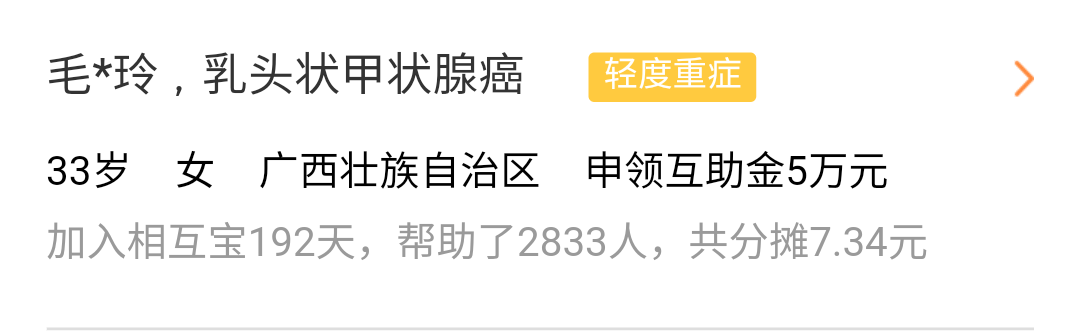 毛*玲，乳头状甲状腺癌 轻度重症
33岁 女 广西壮族自治区 申领互助金5万元
加入相互宝192天，帮助了2833人，共分摊7.34元